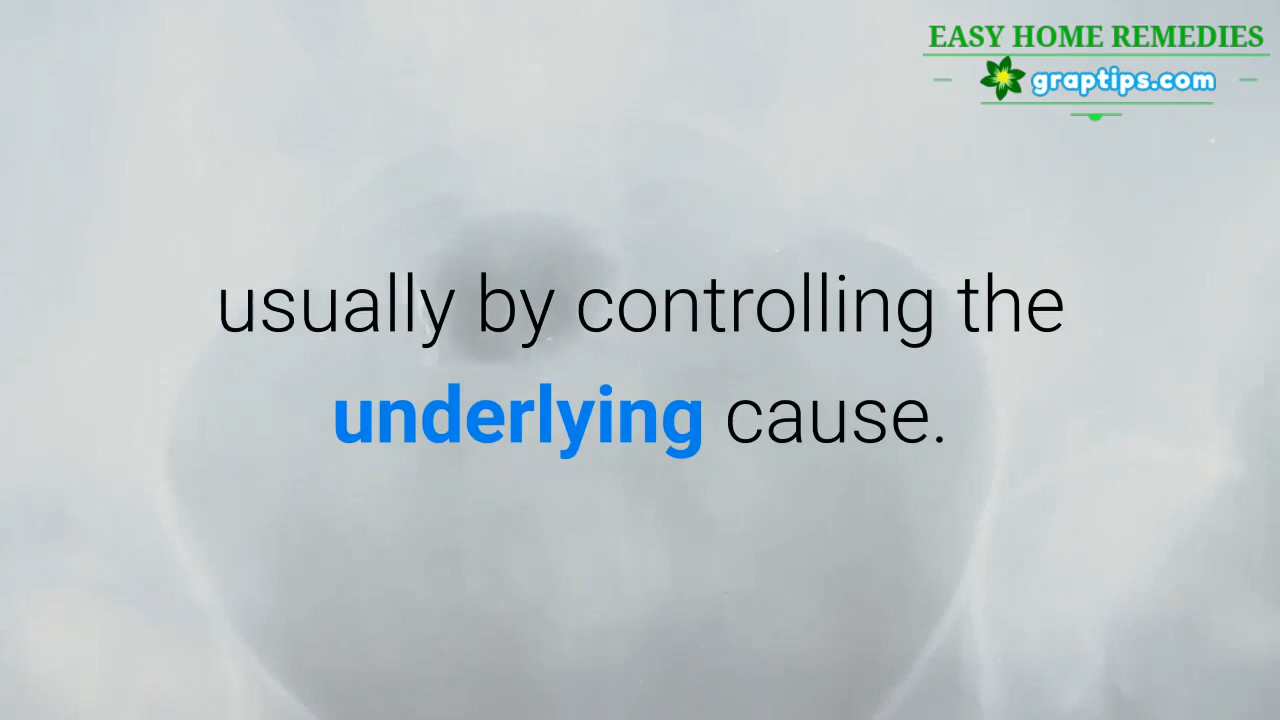 EASY HOME REMEDIES
graptips.com
usually by controlling the
underlying cause.